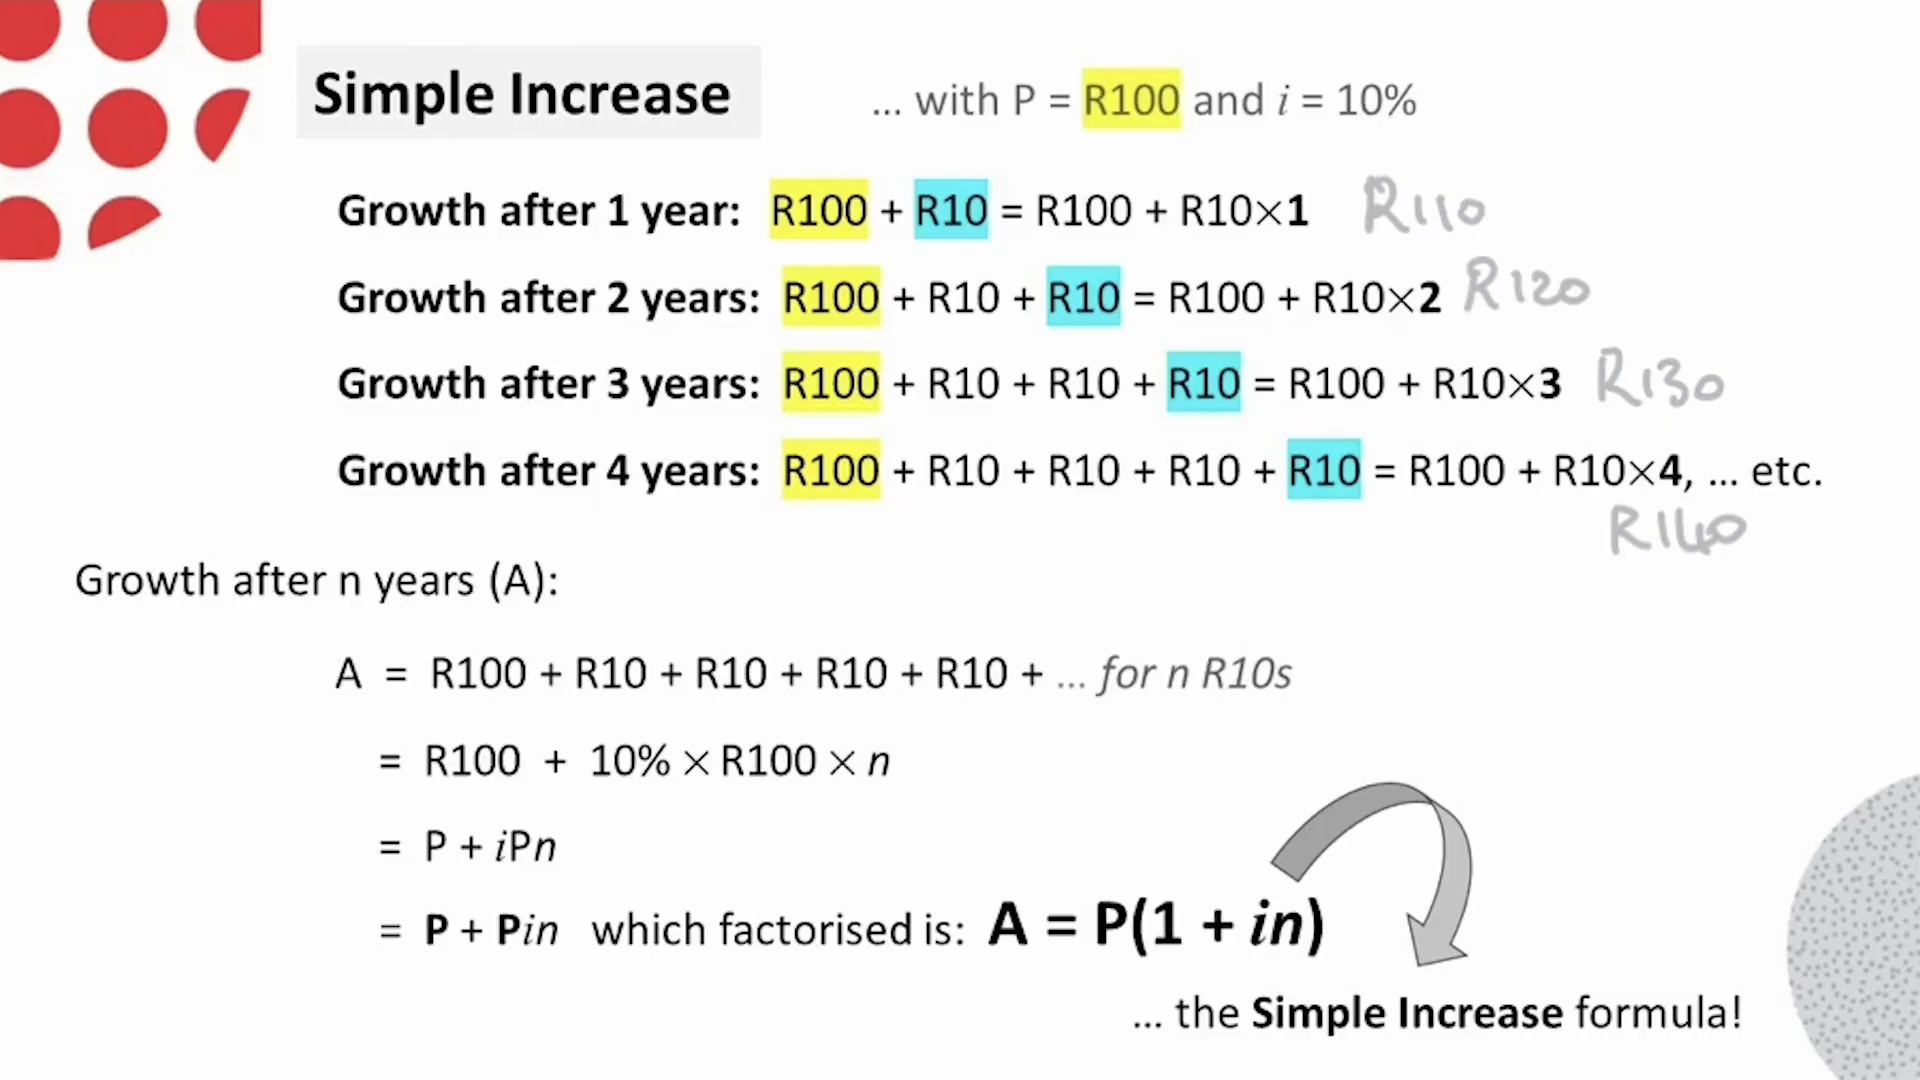 Simple Increase ... with P = R100 and i = 10%
Growth after 1 year: R100 + R10 = R100 + R10×1 R110
Growth after 2 years: R100 + R10 + R10 = R100 + R10×2 R120
Growth after 3 years: R100 + R10 + R10 + R10 = R100 + R10×3 R130
Growth after 4 years: R100 + R10 + R10 + R10 + R10 = R100 + R10×4, ... etc.
R140
Growth after n years (A):
A = R100 + R10 + R10 + R10 + R10 + ... for n R10s
= R100 + 10% × R100 × n
= P + iPn
= P + Pin which factorised is: A = P(1 + in)
... the Simple Increase formula!